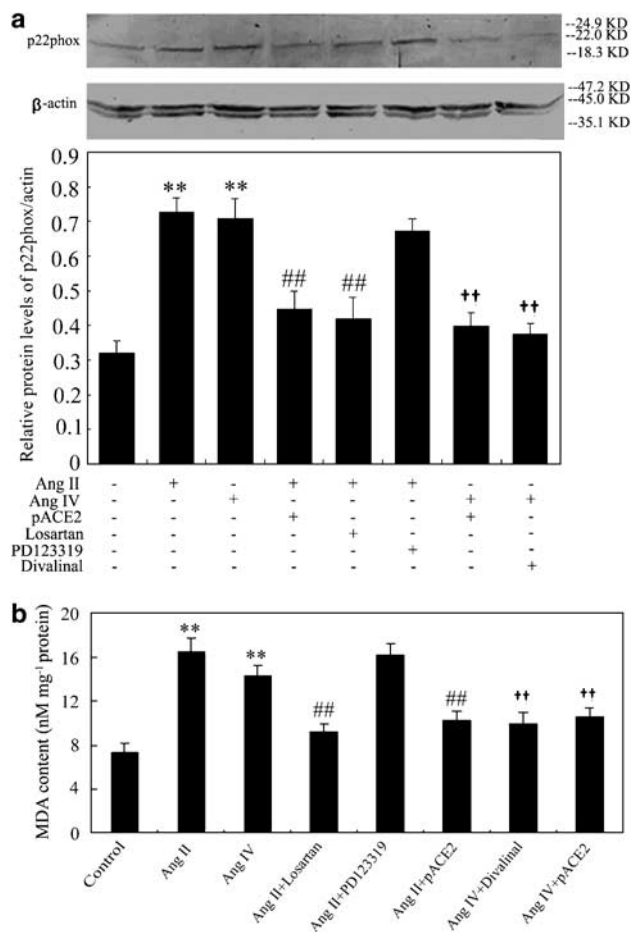 a
p22phox
--24.9 KD
--22.0 KD
--18.3 KD
β-actin
--47.2 KD
--45.0 KD
--35.1 KD
Relative protein levels of p22phox/actin
0.9
0.8
0.7
0.6
0.5
0.4
0.3
0.2
0.1
0
** ** ## ## ‡‡ ‡‡
Ang II - + - + + + - -
Ang IV - - + - - - + +
pACE2 - - - + - - + -
Losartan - - - - + - - -
PD123319 - - - - - + - -
Divalinal - - - - - - - +
b
MDA content (nM mg⁻¹ protein)
20
16
12
8
4
0
** ** ## ## ‡‡ ‡‡
Control
Ang II
Ang IV
Ang II+Losartan
Ang II+PD123319
Ang II+pACE2
Ang IV+Divalinal
Ang IV+pACE2